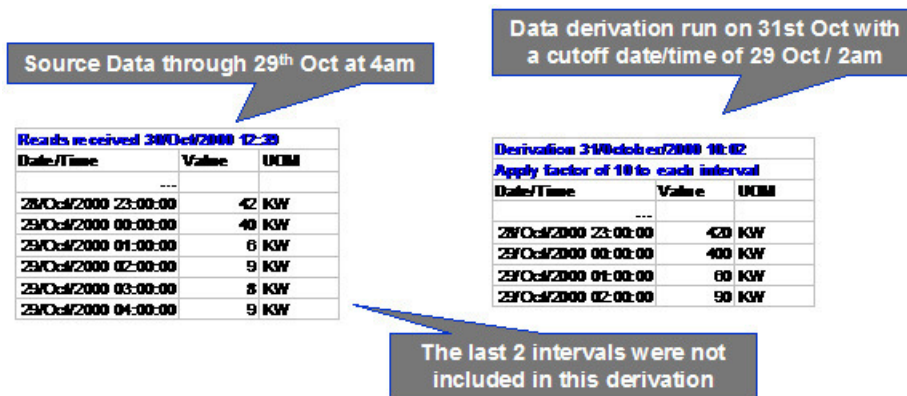 Source Data through 29th Oct at 4am
Data derivation run on 31st Oct with
a cutoff date/time of 29 Oct / 2am
Reads received 30/Oct/2000 12:39
Date/Time Value UOM
---
28/Oct/2000 23:00:00 42 KW
29/Oct/2000 00:00:00 40 KW
29/Oct/2000 01:00:00 6 KW
29/Oct/2000 02:00:00 9 KW
29/Oct/2000 03:00:00 8 KW
29/Oct/2000 04:00:00 9 KW
Derivation 31/October/2000 10:02
Apply factor of 10 to each interval
Date/Time Value UOM
---
28/Oct/2000 23:00:00 420 KW
29/Oct/2000 00:00:00 400 KW
29/Oct/2000 01:00:00 60 KW
29/Oct/2000 02:00:00 90 KW
The last 2 intervals were not
included in this derivation